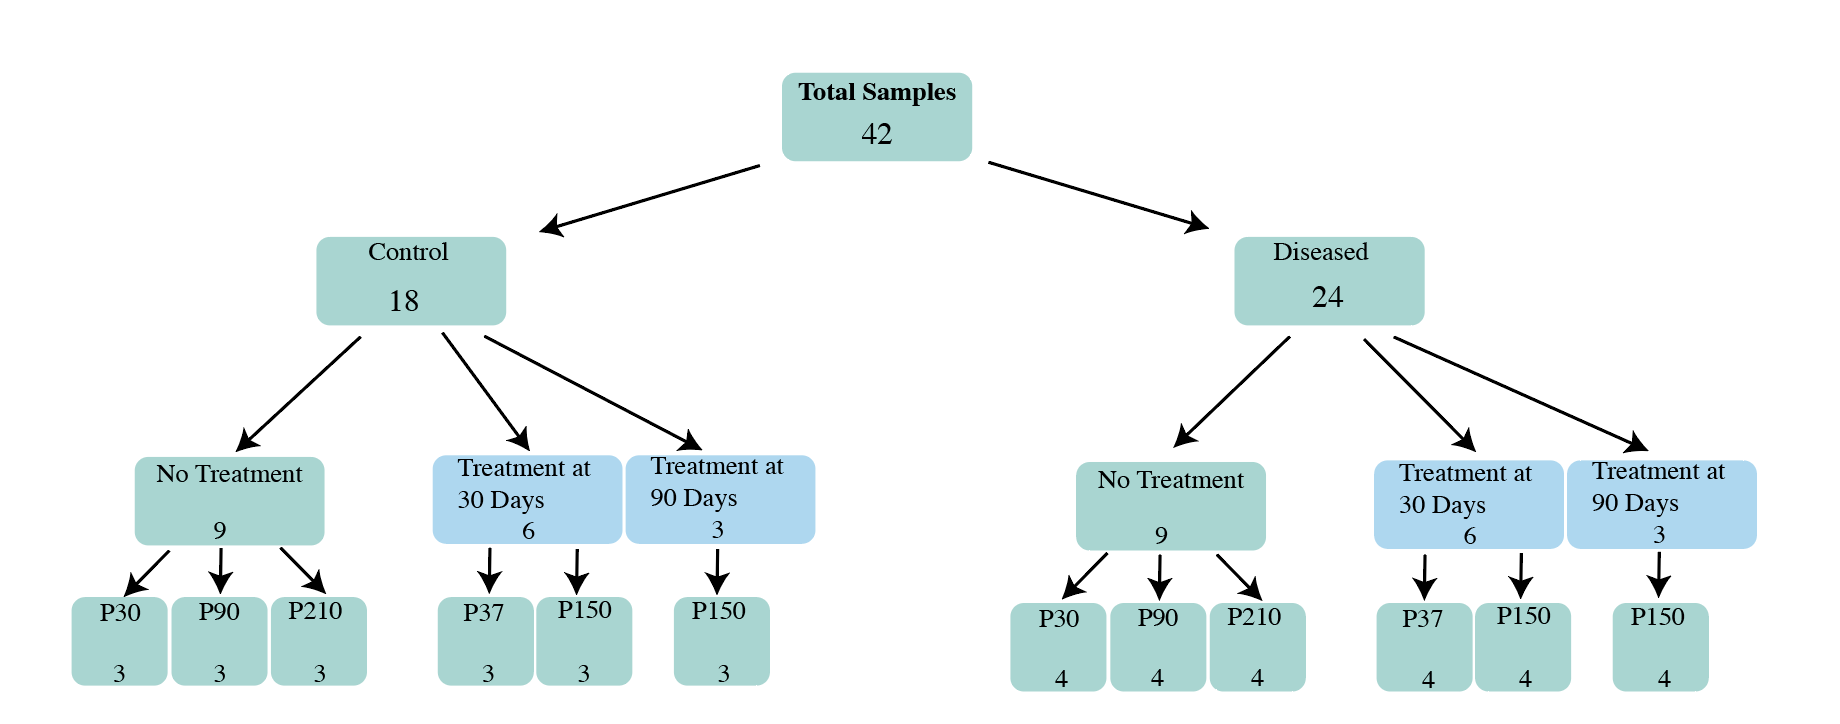 Total Samples
42
Control
18
Diseased
24
No Treatment
9
Treatment at
30 Days
6
Treatment at
90 Days
3
No Treatment
9
Treatment at
30 Days
6
Treatment at
90 Days
3
P30
3
P90
3
P210
3
P37
3
P150
3
P150
3
P30
4
P90
4
P210
4
P37
4
P150
4
P150
4